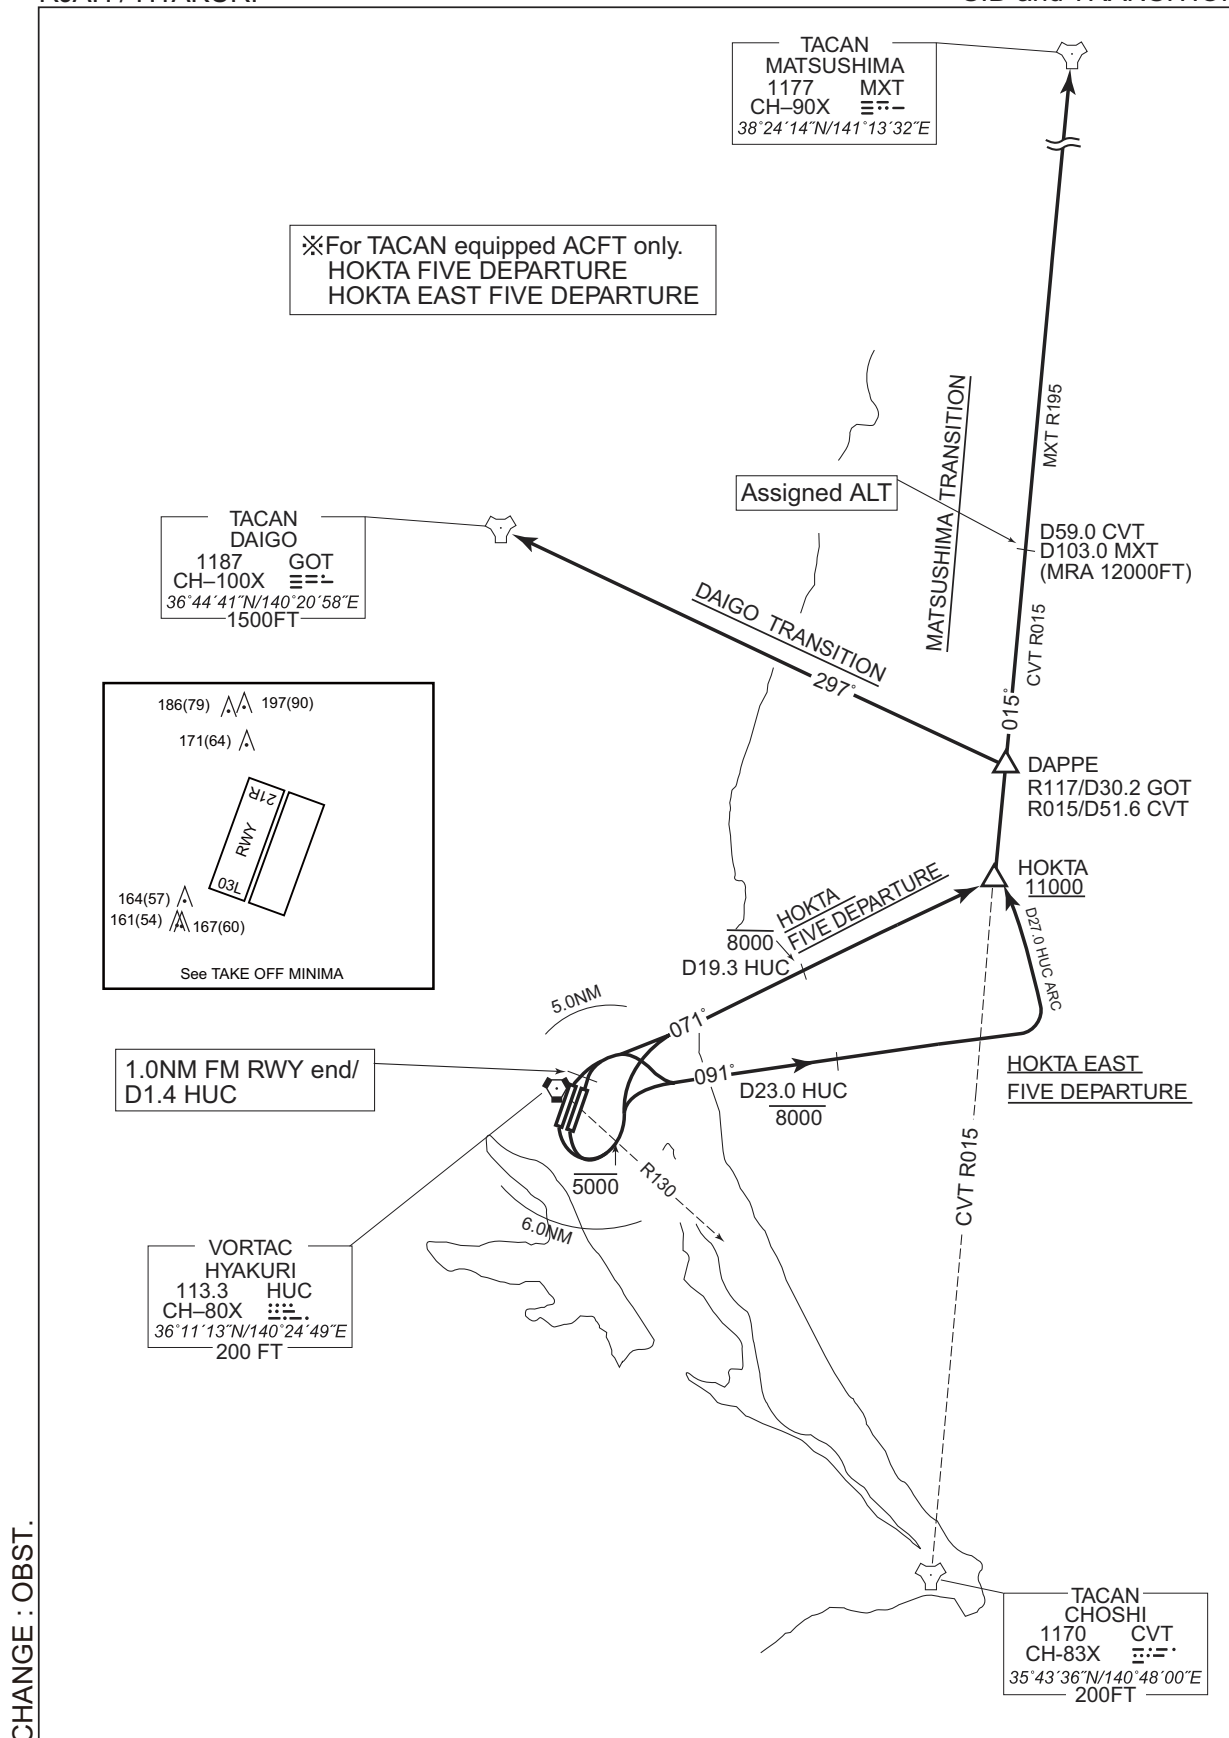 TACAN
MATSUSHIMA
1177 MXT
CH–90X
38°24´14˝N/141°13´32˝E
※For TACAN equipped ACFT only.
HOKTA FIVE DEPARTURE
HOKTA EAST FIVE DEPARTURE
MXT R195
MATSUSHIMA TRANSITION
Assigned ALT
D59.0 CVT
D103.0 MXT
(MRA 12000FT)
TACAN
DAIGO
1187 GOT
CH–100X
36°44´41˝N/140°20´58˝E
1500FT
DAIGO TRANSITION
297°
CVT R015
015°
186(79) 197(90)
171(64)
21R
RWY
03L
164(57)
161(54) 167(60)
See TAKE OFF MINIMA
DAPPE
R117/D30.2 GOT
R015/D51.6 CVT
HOKTA
11000
HOKTA
FIVE DEPARTURE
8000
D19.3 HUC
D27.0 HUC ARC
5.0NM
071°
1.0NM FM RWY end/
D1.4 HUC
091°
D23.0 HUC
8000
HOKTA EAST
FIVE DEPARTURE
5000
R130
6.0NM
CVT R015
VORTAC
HYAKURI
113.3 HUC
CH–80X
36°11´13˝N/140°24´49˝E
200 FT
TACAN
CHOSHI
1170 CVT
CH-83X
35°43´36˝N/140°48´00˝E
200FT
CHANGE : OBST.